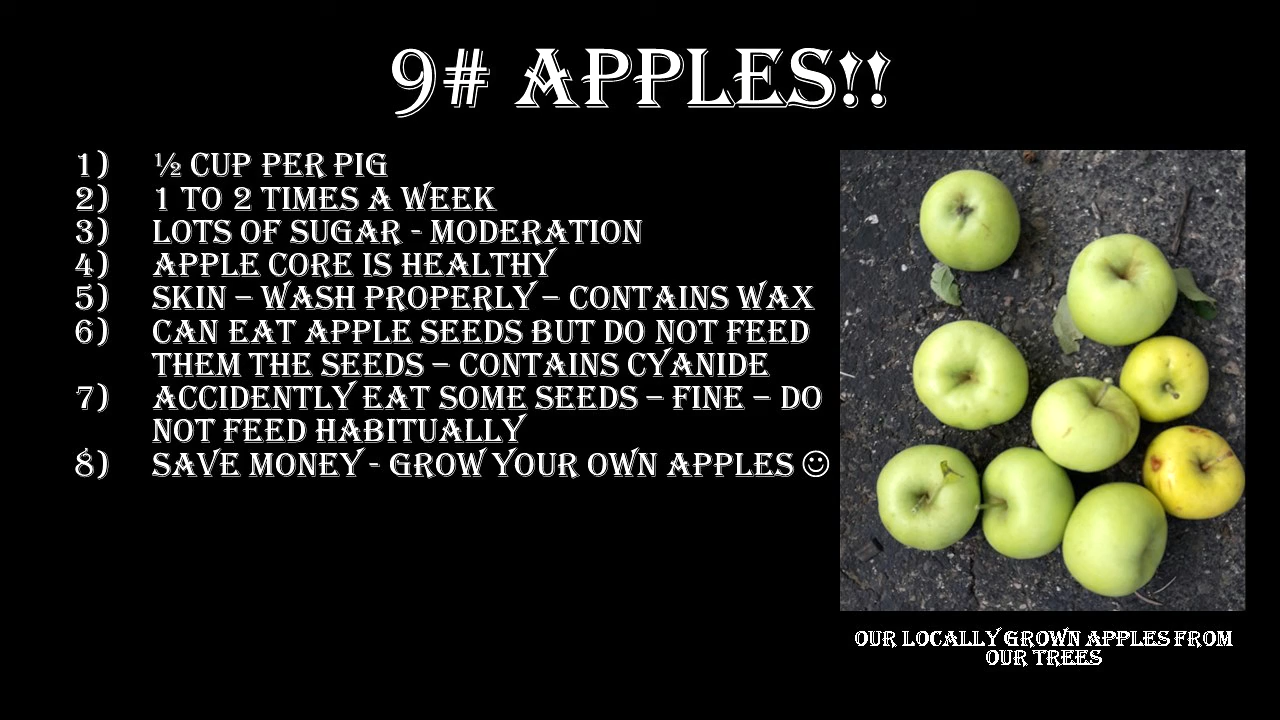 9# APPLES!!
1) ½ CUP PER PIG
2) 1 TO 2 TIMES A WEEK
3) LOTS OF SUGAR - MODERATION
4) APPLE CORE IS HEALTHY
5) SKIN – WASH PROPERLY – CONTAINS WAX
6) CAN EAT APPLE SEEDS BUT DO NOT FEED
THEM THE SEEDS – CONTAINS CYANIDE
7) ACCIDENTLY EAT SOME SEEDS – FINE – DO
NOT FEED HABITUALLY
8) SAVE MONEY - GROW YOUR OWN APPLES ☺
OUR LOCALLY GROWN APPLES FROM
OUR TREES